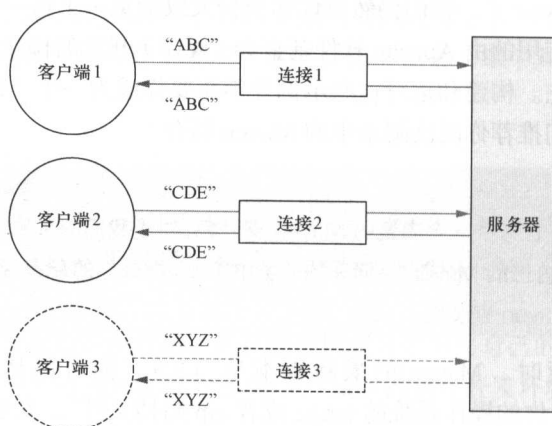 “ABC”
客户端1
连接1
“ABC”
“CDE”
客户端2
连接2
服务器
“CDE”
“XYZ”
客户端3
连接3
“XYZ”